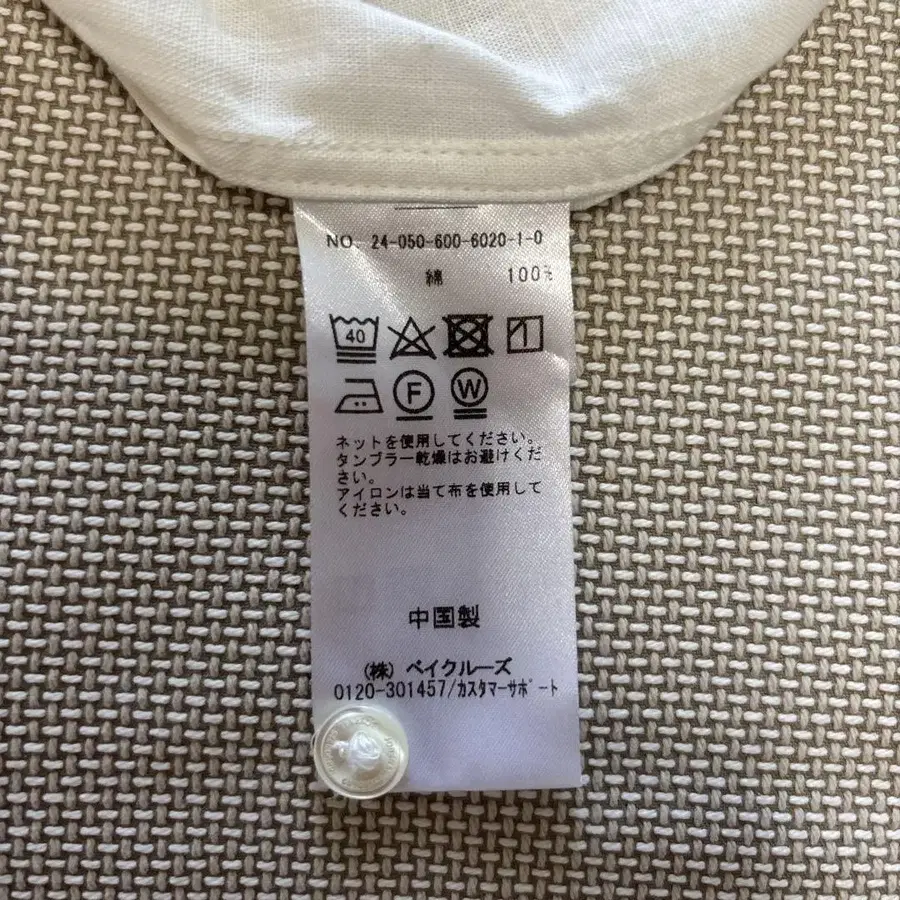 NO 24-050-600-6020-1-0
綿 100%
40
F W
ネットを使用してください。
タンブラー乾燥はお避けくだ
さい。
アイロンは当て布を使用して
ください。
中国製
(株) ベイクルーズ
0120-301457/カスタマーサポート